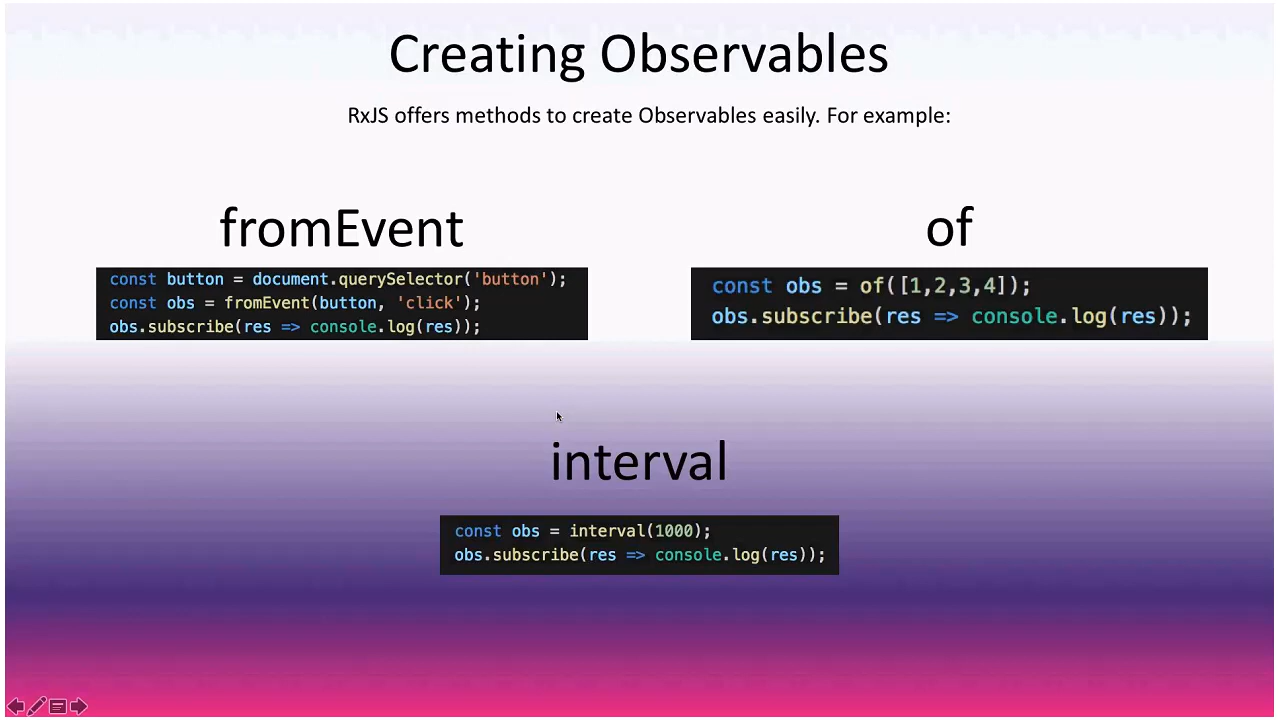 Creating Observables
RxJS offers methods to create Observables easily. For example:
fromEvent
const button = document.querySelector('button');
const obs = fromEvent(button, 'click');
obs.subscribe(res => console.log(res));
of
const obs = of([1,2,3,4]);
obs.subscribe(res => console.log(res));
interval
const obs = interval(1000);
obs.subscribe(res => console.log(res));